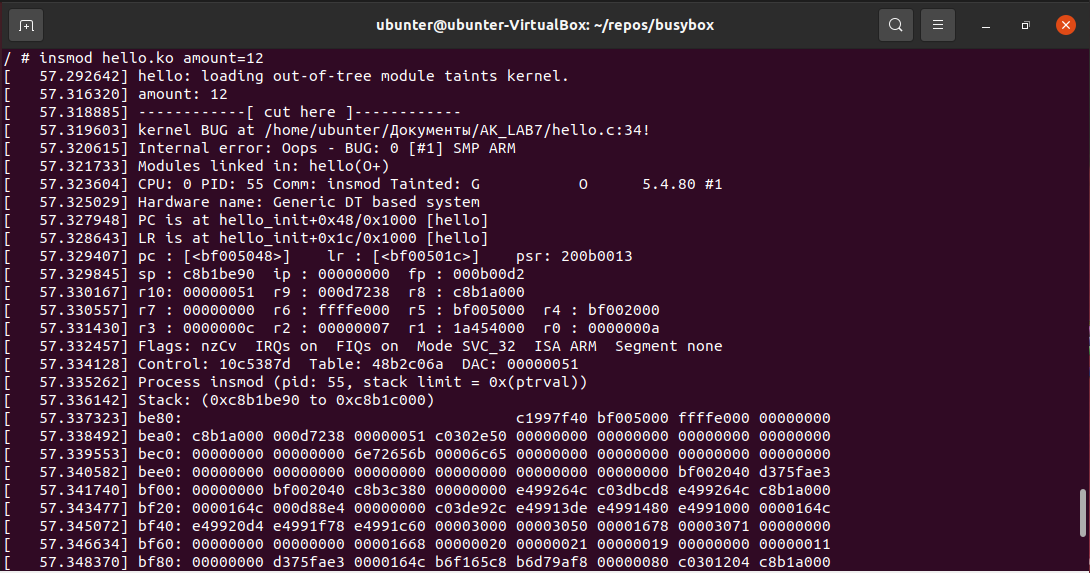 ubunter@ubunter-VirtualBox: ~/repos/busybox
/ # insmod hello.ko amount=12
[   57.292642] hello: loading out-of-tree module taints kernel.
[   57.316320] amount: 12
[   57.318885] ------------[ cut here ]------------
[   57.319603] kernel BUG at /home/ubunter/Документы/AK_LAB7/hello.c:34!
[   57.320615] Internal error: Oops - BUG: 0 [#1] SMP ARM
[   57.321733] Modules linked in: hello(O+)
[   57.323604] CPU: 0 PID: 55 Comm: insmod Tainted: G           O      5.4.80 #1
[   57.325029] Hardware name: Generic DT based system
[   57.327948] PC is at hello_init+0x48/0x1000 [hello]
[   57.328643] LR is at hello_init+0x1c/0x1000 [hello]
[   57.329407] pc : [<bf005048>]    lr : [<bf00501c>]    psr: 200b0013
[   57.329845] sp : c8b1be90  ip : 00000000  fp : 000b00d2
[   57.330167] r10: 00000051  r9 : 000d7238  r8 : c8b1a000
[   57.330557] r7 : 00000000  r6 : ffffe000  r5 : bf005000  r4 : bf002000
[   57.331430] r3 : 0000000c  r2 : 00000007  r1 : 1a454000  r0 : 0000000a
[   57.332457] Flags: nzCv  IRQs on  FIQs on  Mode SVC_32  ISA ARM  Segment none
[   57.334128] Control: 10c5387d  Table: 48b2c06a  DAC: 00000051
[   57.335262] Process insmod (pid: 55, stack limit = 0x(ptrval))
[   57.336142] Stack: (0xc8b1be90 to 0xc8b1c000)
[   57.337323] be80:                                     c1997f40 bf005000 ffffe000 00000000
[   57.338492] bea0: c8b1a000 000d7238 00000051 c0302e50 00000000 00000000 00000000 00000000
[   57.339553] bec0: 00000000 00000000 6e72656b 00006c65 00000000 00000000 00000000 00000000
[   57.340582] bee0: 00000000 00000000 00000000 00000000 00000000 00000000 bf002040 d375fae3
[   57.341740] bf00: 00000000 bf002040 c8b3c380 00000000 e499264c c03dbcd8 e499264c c8b1a000
[   57.343477] bf20: 0000164c 000d88e4 00000000 c03de92c e49913de e4991480 e4991000 0000164c
[   57.345072] bf40: e49920d4 e4991f78 e4991c60 00003000 00003050 00001678 00003071 00000000
[   57.346634] bf60: 00000000 00000000 00001668 00000020 00000021 00000019 00000000 00000011
[   57.348370] bf80: 00000000 d375fae3 0000164c b6f165c8 b6d79af8 00000080 c0301204 c8b1a000